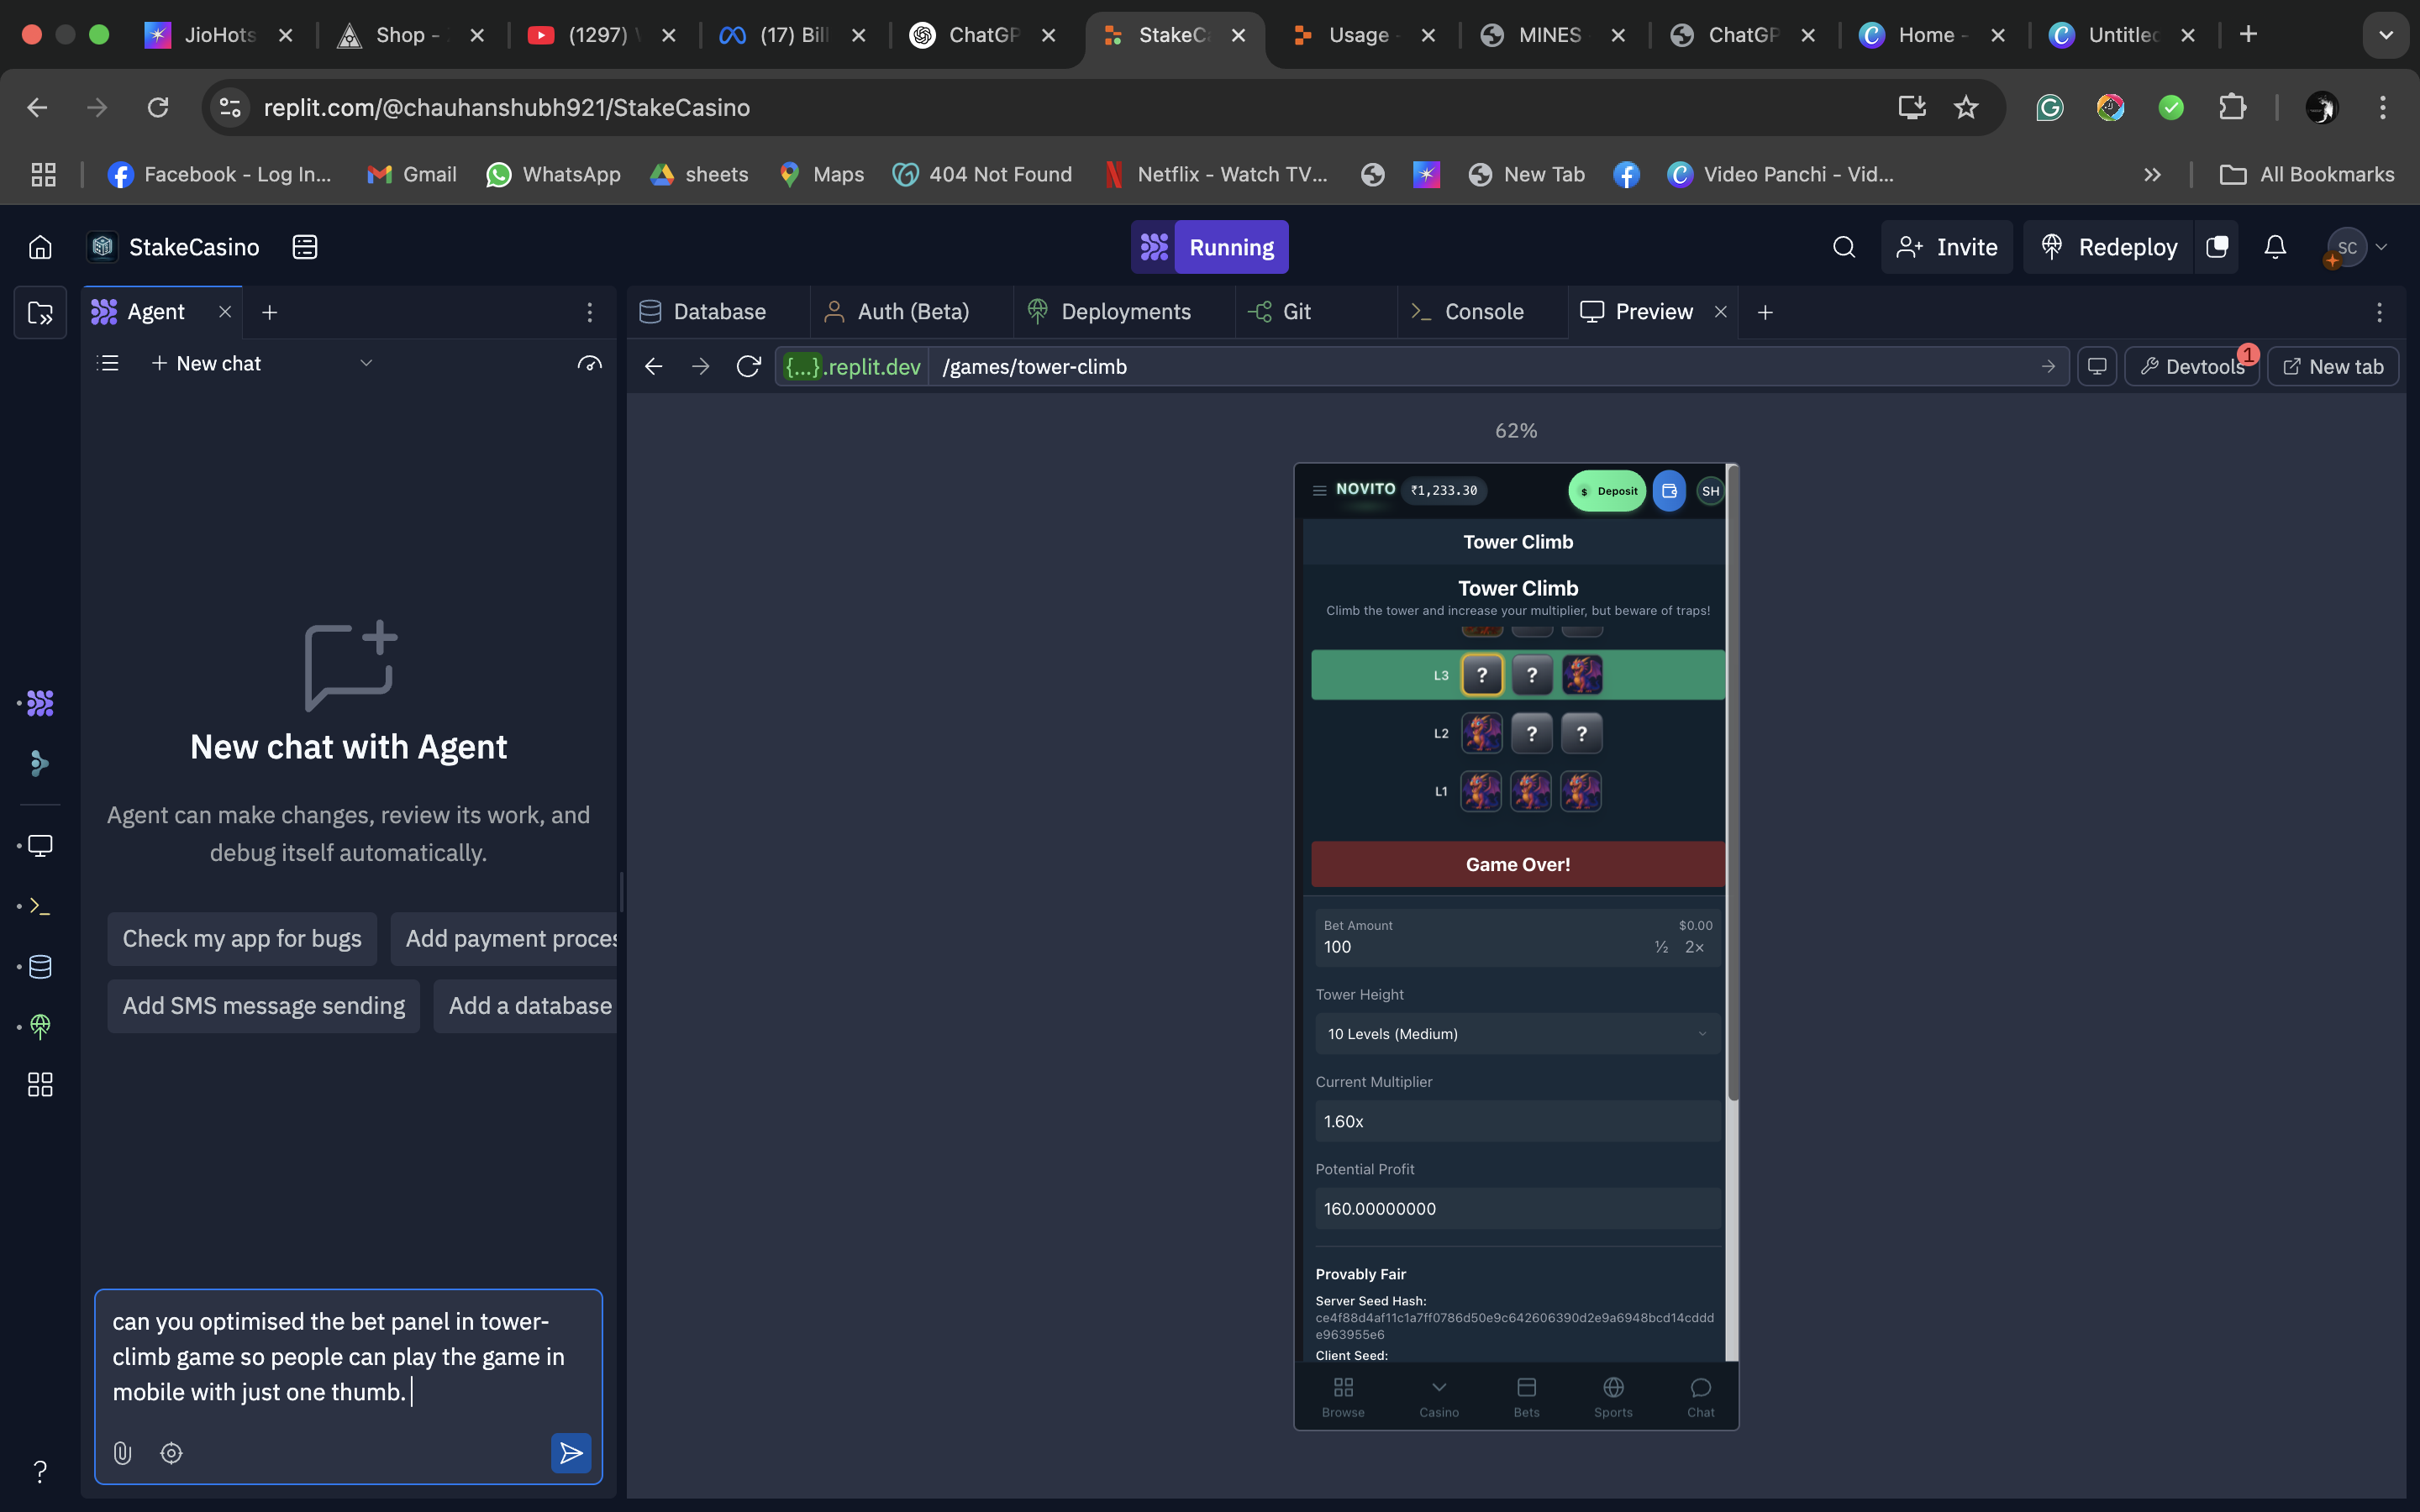 JioHots
Shop -
(1297)
(17) Bill
ChatGP
StakeC
Usage
MINES
ChatGP
Home -
Untitled
replit.com/@chauhanshubh921/StakeCasino
Facebook - Log In...
Gmail
WhatsApp
sheets
Maps
404 Not Found
Netflix - Watch TV...
New Tab
Video Panchi - Vid...
All Bookmarks
StakeCasino
Running
Invite
Redeploy
SC
Agent
Database
Auth (Beta)
Deployments
Git
Console
Preview
New chat
{...}.replit.dev
/games/tower-climb
Devtools
1
New tab
62%
New chat with Agent
Agent can make changes, review its work, and
debug itself automatically.
Check my app for bugs
Add payment proces
Add SMS message sending
Add a database
can you optimised the bet panel in tower-
climb game so people can play the game in
mobile with just one thumb.
?
NOVITO
₹1,233.30
$ Deposit
SH
Tower Climb
Tower Climb
Climb the tower and increase your multiplier, but beware of traps!
L3 ? ?
L2 ? ?
L1
Game Over!
Bet Amount
$0.00
100
½ 2×
Tower Height
10 Levels (Medium)
Current Multiplier
1.60x
Potential Profit
160.00000000
Provably Fair
Server Seed Hash:
ce4f88d4af11c1a7ff0786d50e9c642606390d2e9a6948bcd14cddd
e963955e6
Client Seed:
Browse
Casino
Bets
Sports
Chat